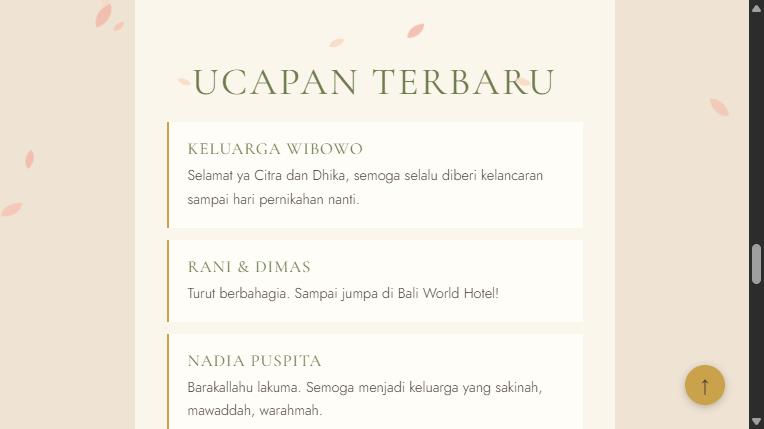 UCAPAN TERBARU
KELUARGA WIBOWO
Selamat ya Citra dan Dhika, semoga selalu diberi kelancaran
sampai hari pernikahan nanti.
RANI & DIMAS
Turut berbahagia. Sampai jumpa di Bali World Hotel!
NADIA PUSPITA
Barakallahu lakuma. Semoga menjadi keluarga yang sakinah,
mawaddah, warahmah.
↑